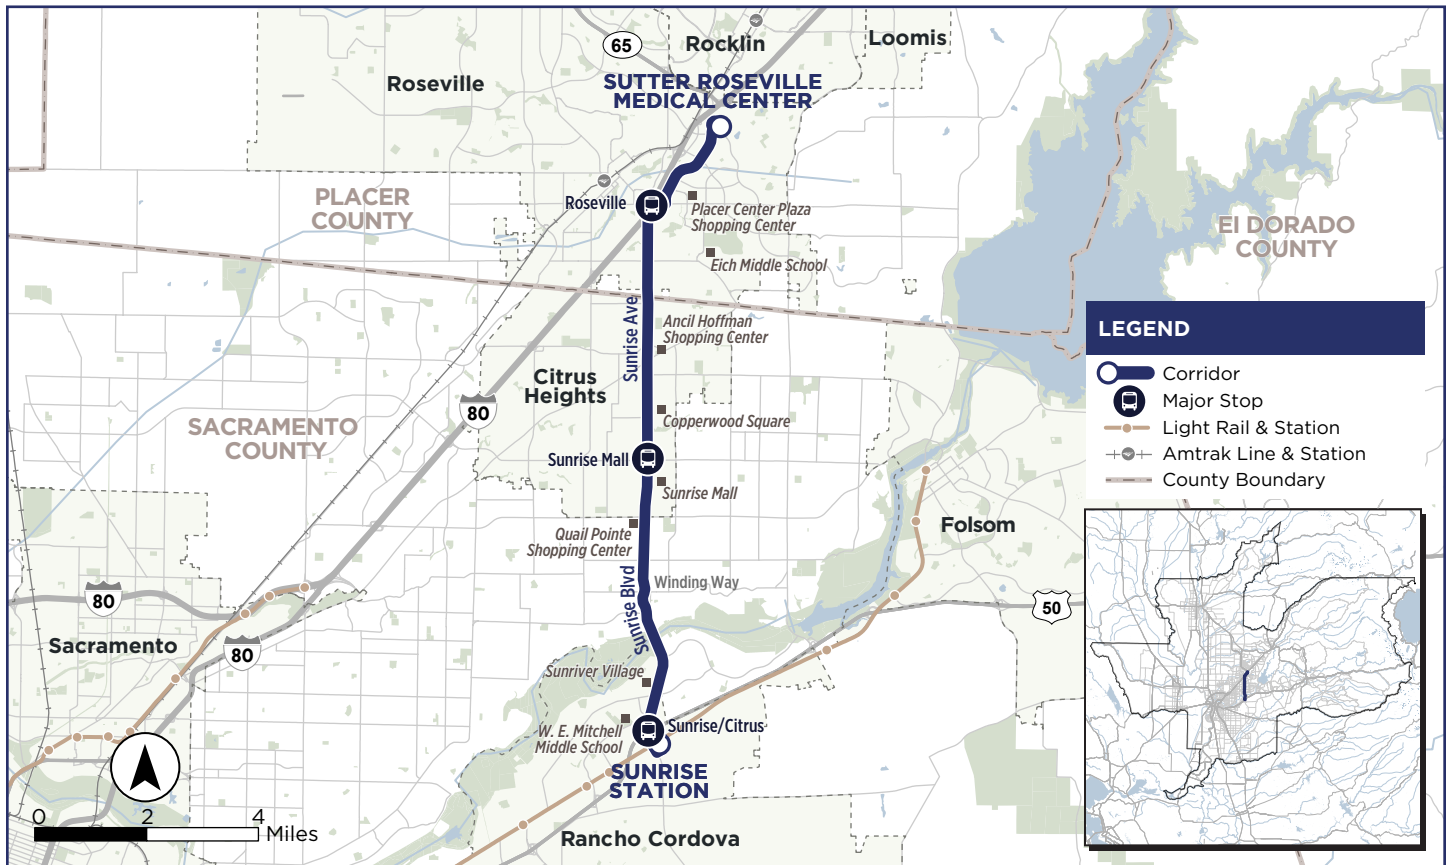 Rocklin
Loomis
65
Roseville
SUTTER ROSEVILLE
MEDICAL CENTER
PLACER
COUNTY
Roseville
Placer Center Plaza
Shopping Center
EI DORADO
COUNTY
Eich Middle School
Sunrise Ave
Ancil Hoffman
Shopping Center
Citrus
Heights
80
SACRAMENTO
COUNTY
Copperwood Square
Sunrise Mall
Sunrise Mall
Quail Pointe
Shopping Center
Folsom
Sunrise Blvd
Winding Way
80
50
Sacramento
80
Sunriver Village
W. E. Mitchell
Middle School
Sunrise/Citrus
SUNRISE
STATION
Rancho Cordova
0 2 4
Miles
LEGEND
Corridor
Major Stop
Light Rail & Station
Amtrak Line & Station
County Boundary